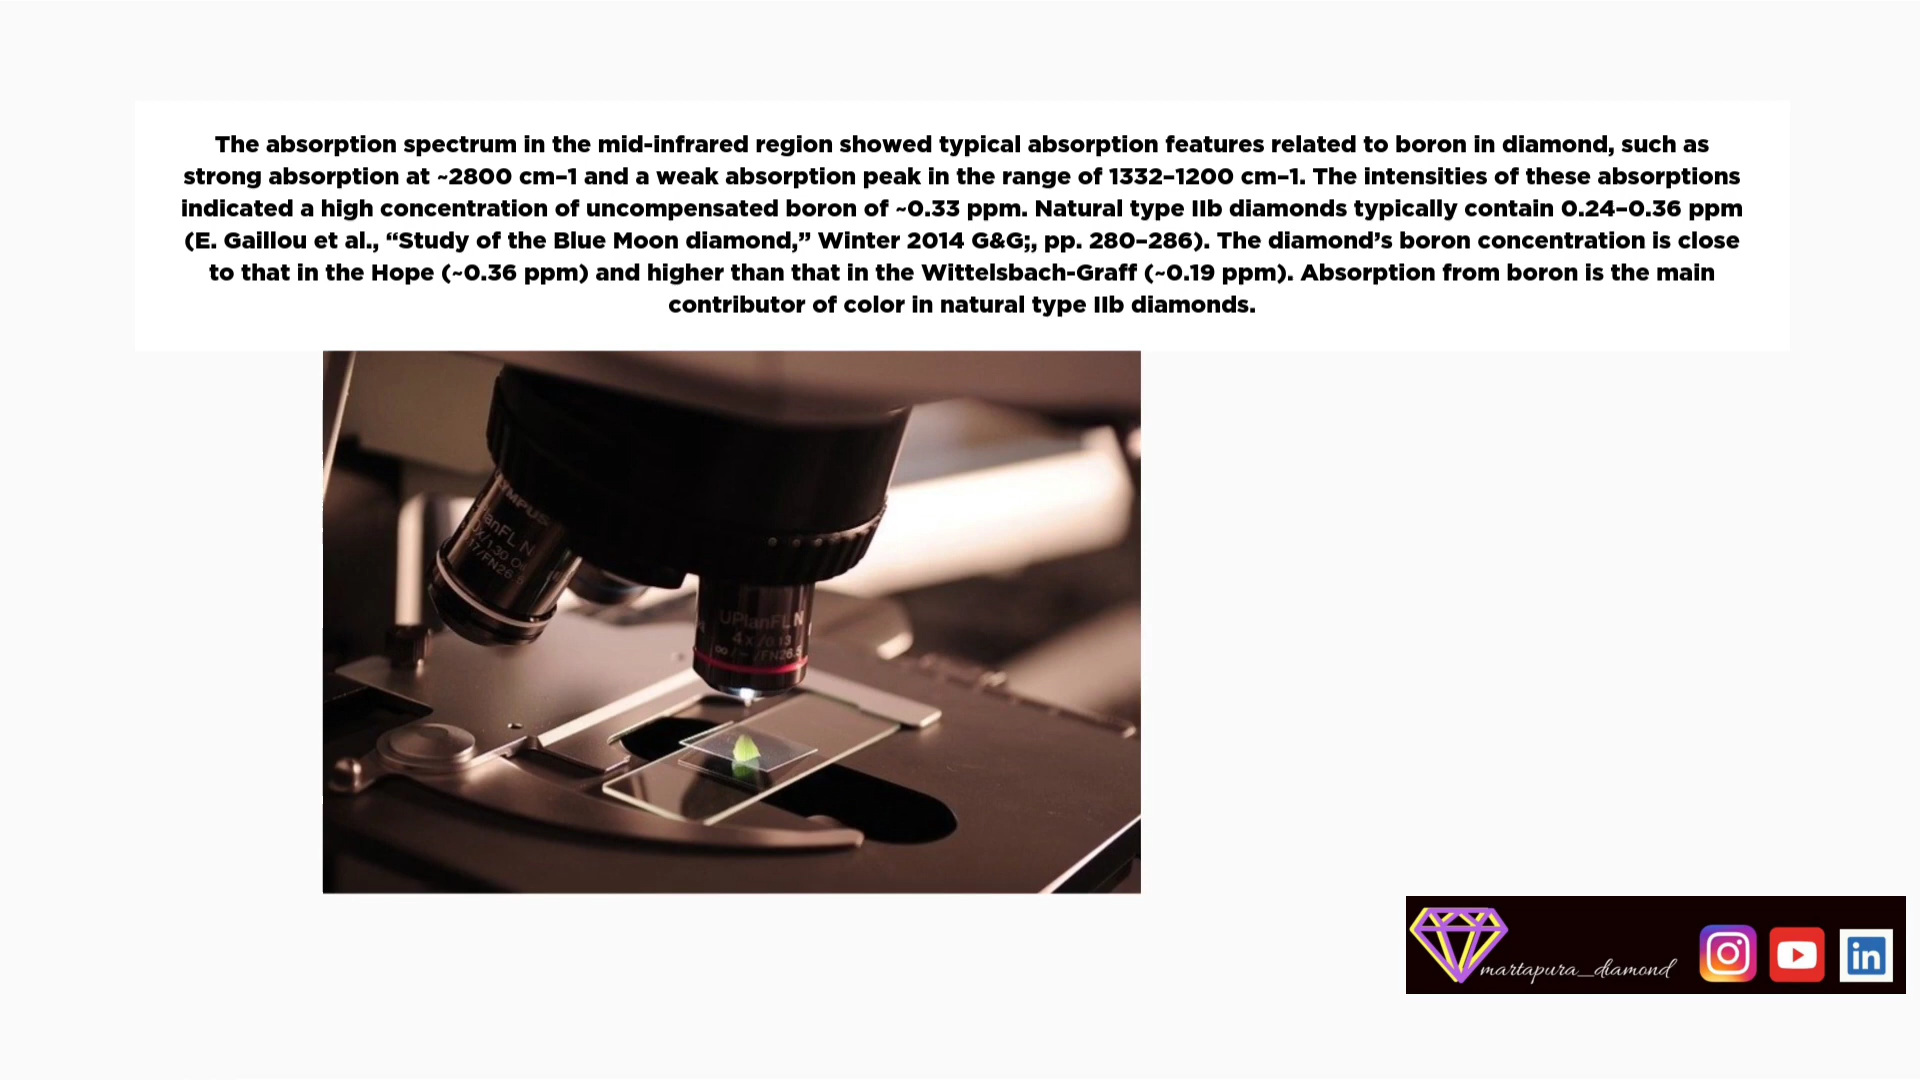 The absorption spectrum in the mid-infrared region showed typical absorption features related to boron in diamond, such as
strong absorption at ~2800 cm–1 and a weak absorption peak in the range of 1332–1200 cm–1. The intensities of these absorptions
indicated a high concentration of uncompensated boron of ~0.33 ppm. Natural type IIb diamonds typically contain 0.24–0.36 ppm
(E. Gaillou et al., “Study of the Blue Moon diamond,” Winter 2014 G&G;, pp. 280–286). The diamond’s boron concentration is close
to that in the Hope (~0.36 ppm) and higher than that in the Wittelsbach-Graff (~0.19 ppm). Absorption from boron is the main
contributor of color in natural type IIb diamonds.
UPlanFL N
4x/0.13
∞/–/FN26.5
martapura_diamond
in